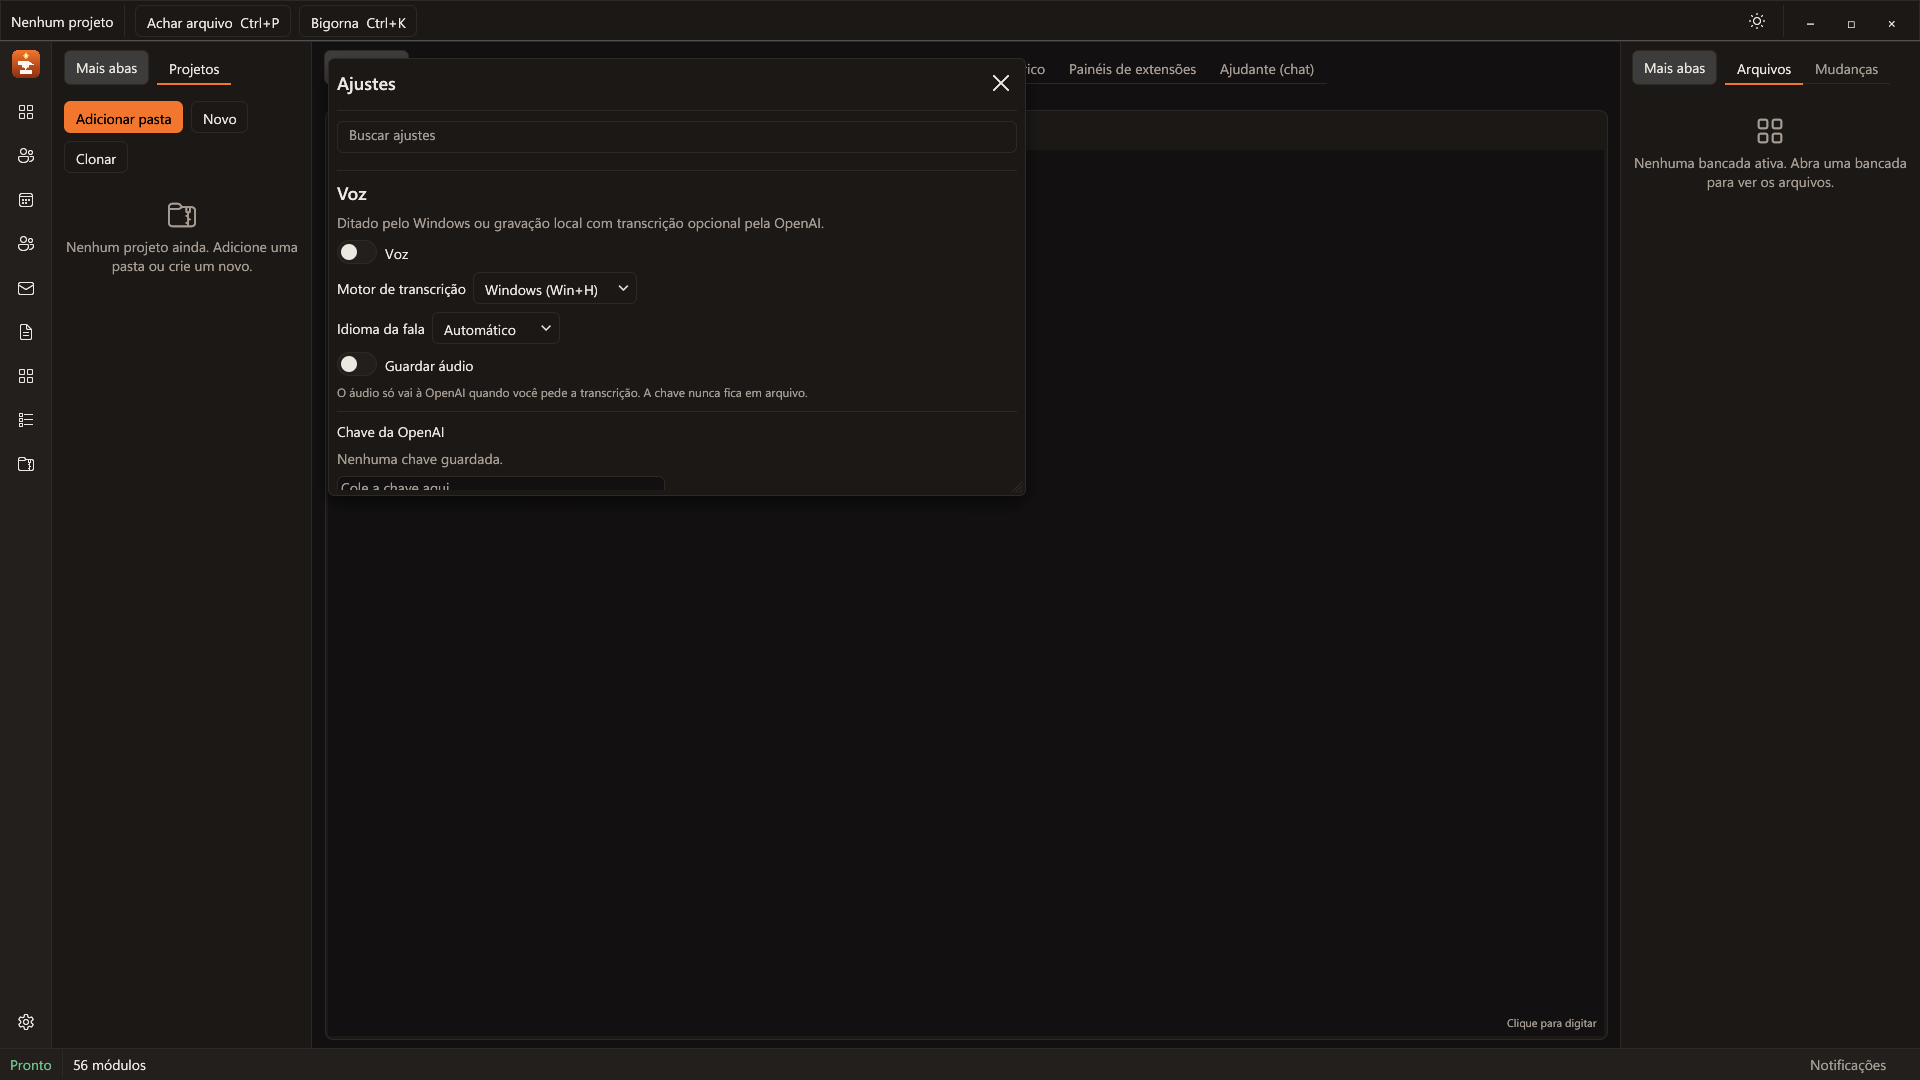 Nenhum projeto
Achar arquivo Ctrl+P
Bigorna Ctrl+K
Mais abas
Projetos
Adicionar pasta
Novo
Clonar
Nenhum projeto ainda. Adicione uma
pasta ou crie um novo.
Ajustes
Buscar ajustes
Voz
Ditado pelo Windows ou gravação local com transcrição opcional pela OpenAI.
Voz
Motor de transcrição Windows (Win+H)
Idioma da fala Automático
Guardar áudio
O áudio só vai à OpenAI quando você pede a transcrição. A chave nunca fica em arquivo.
Chave da OpenAI
Nenhuma chave guardada.
Cole a chave aqui
rico
Painéis de extensões
Ajudante (chat)
Clique para digitar
Mais abas
Arquivos
Mudanças
Nenhuma bancada ativa. Abra uma bancada
para ver os arquivos.
Pronto
56 módulos
Notificações